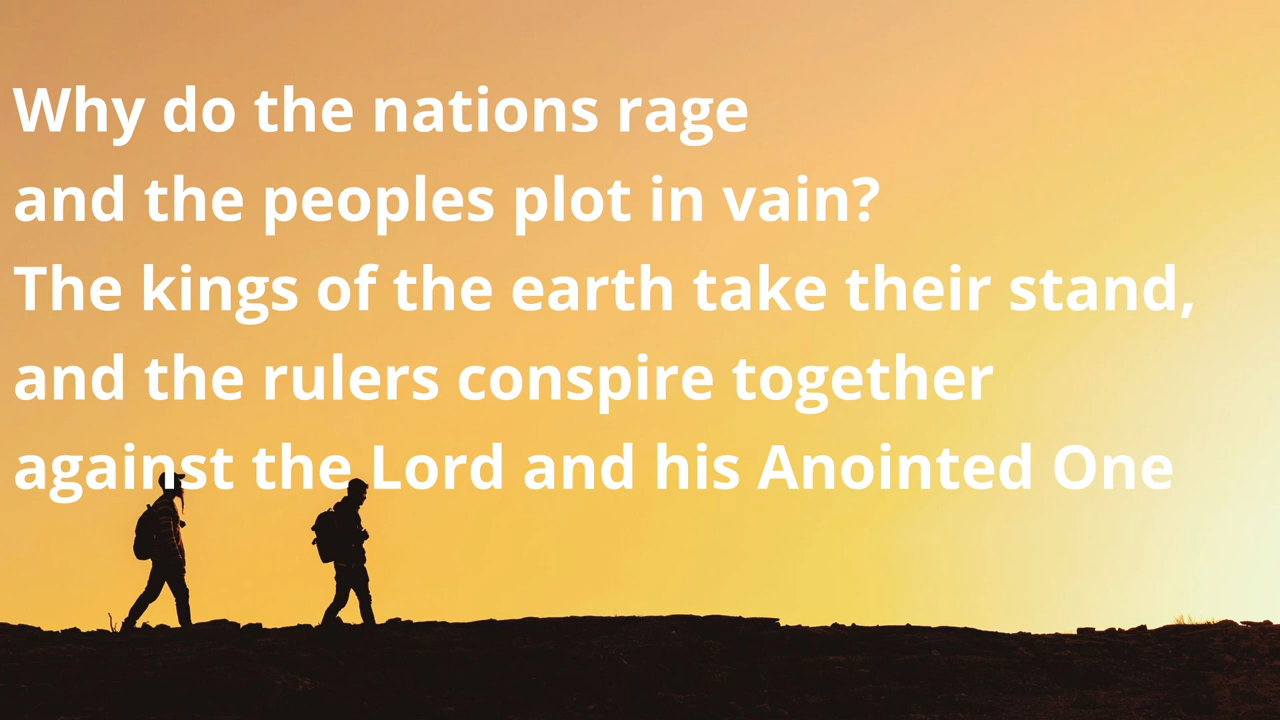 Why do the nations rage
and the peoples plot in vain?
The kings of the earth take their stand,
and the rulers conspire together
against the Lord and his Anointed One